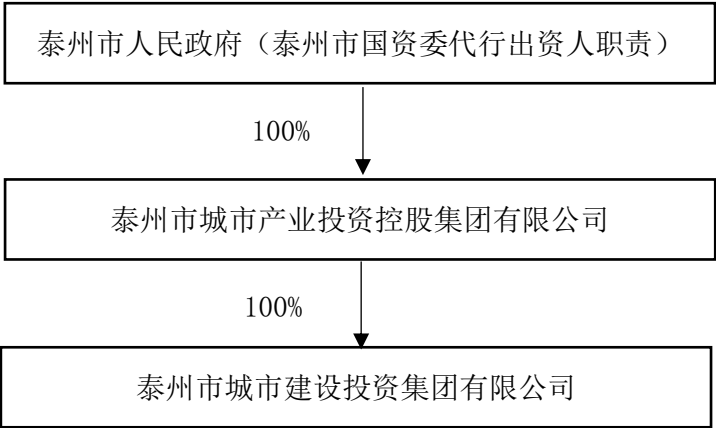 泰州市人民政府（泰州市国资委代行出资人职责）
100%
泰州市城市产业投资控股集团有限公司
100%
泰州市城市建设投资集团有限公司